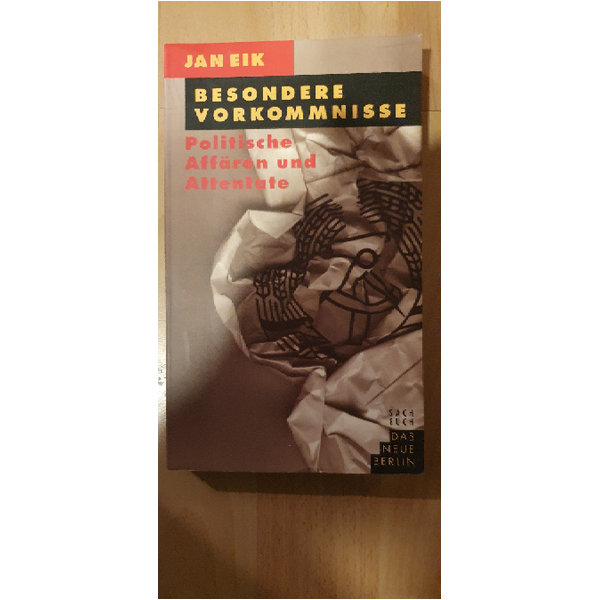 JAN EIK
BESONDERE
VORKOMMNISSE
Politische
Affären und
Attentate
SACH
BUCH
DAS
NEUE
BERLIN